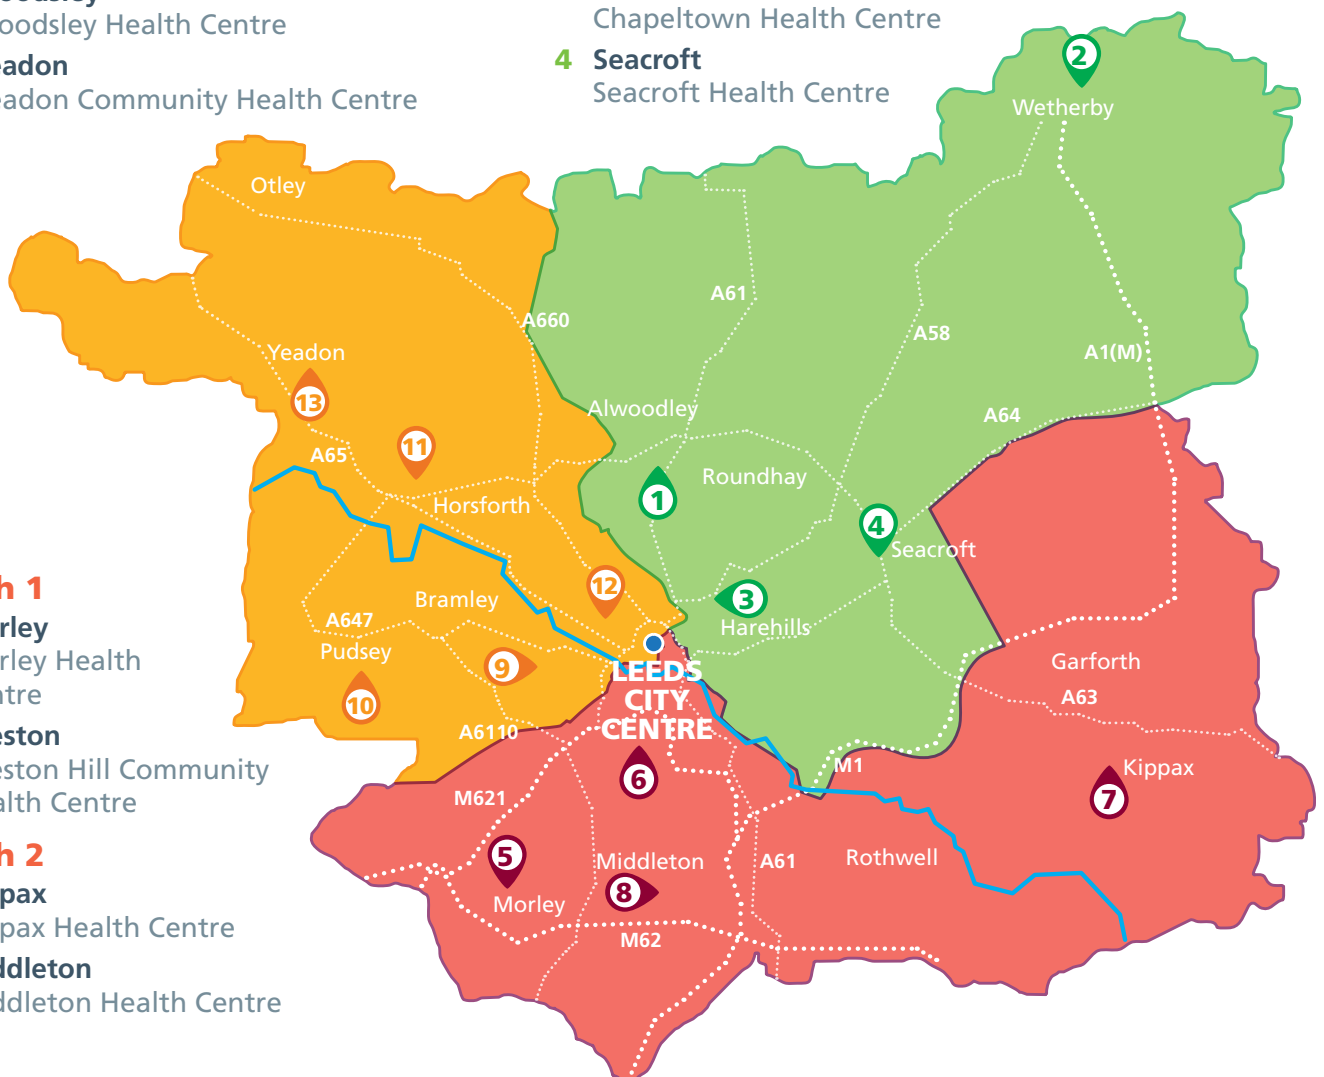 oodsley
oodsley Health Centre
eadon
eadon Community Health Centre
Chapeltown Health Centre
4 Seacroft
Seacroft Health Centre
2
Wetherby
Otley
A61
A660
A58
Yeadon
A1(M)
13
Alwoodley
A64
11
A65
Roundhay
1
Horsforth
4
Seacroft
12
h 1
Bramley
3
rley
A647
Harehills
Pudsey
rley Health
ntre
9
LEEDS
CITY
CENTRE
Garforth
A63
10
eston
A6110
eston Hill Community
alth Centre
6
M1
Kippax
7
M621
h 2
5
Middleton
A61
Rothwell
pax
8
Morley
pax Health Centre
M62
ddleton
ddleton Health Centre